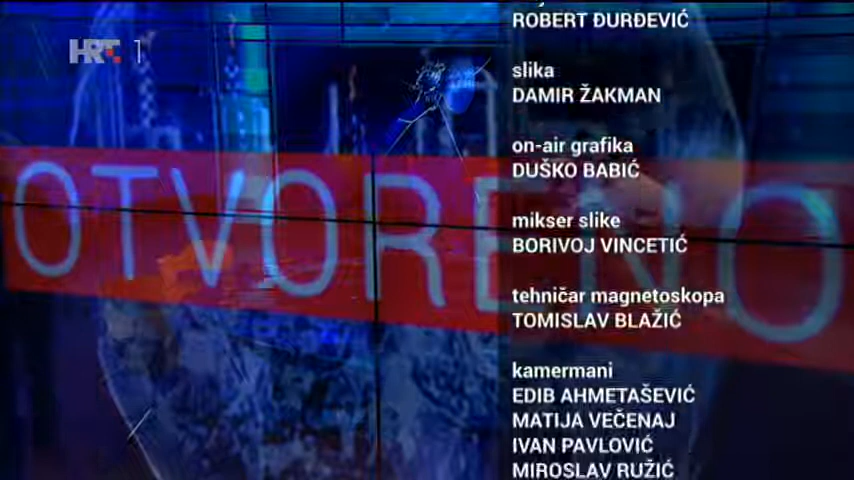 HRT 1
OTVORENO
ROBERT ĐURĐEVIĆ
slika
DAMIR ŽAKMAN
on-air grafika
DUŠKO BABIĆ
mikser slike
BORIVOJ VINCETIĆ
tehničar magnetoskopa
TOMISLAV BLAŽIĆ
kamermani
EDIB AHMETAŠEVIĆ
MATIJA VEČENAJ
IVAN PAVLOVIĆ
MIROSLAV RUŽIĆ